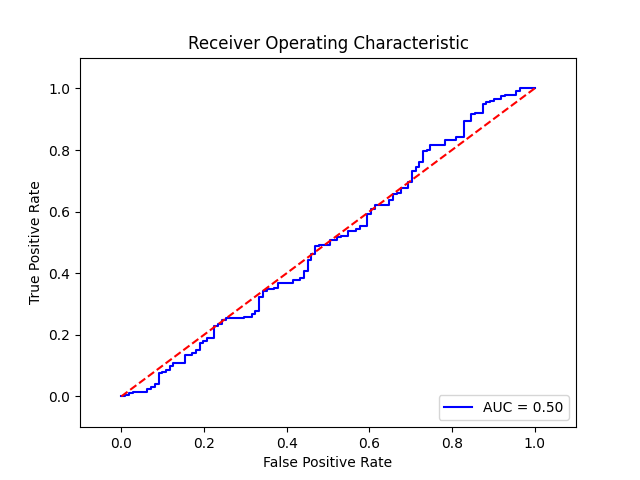 Receiver Operating Characteristic
1.0
0.8
0.6
0.4
0.2
0.0
True Positive Rate
AUC = 0.50
0.0 0.2 0.4 0.6 0.8 1.0
False Positive Rate